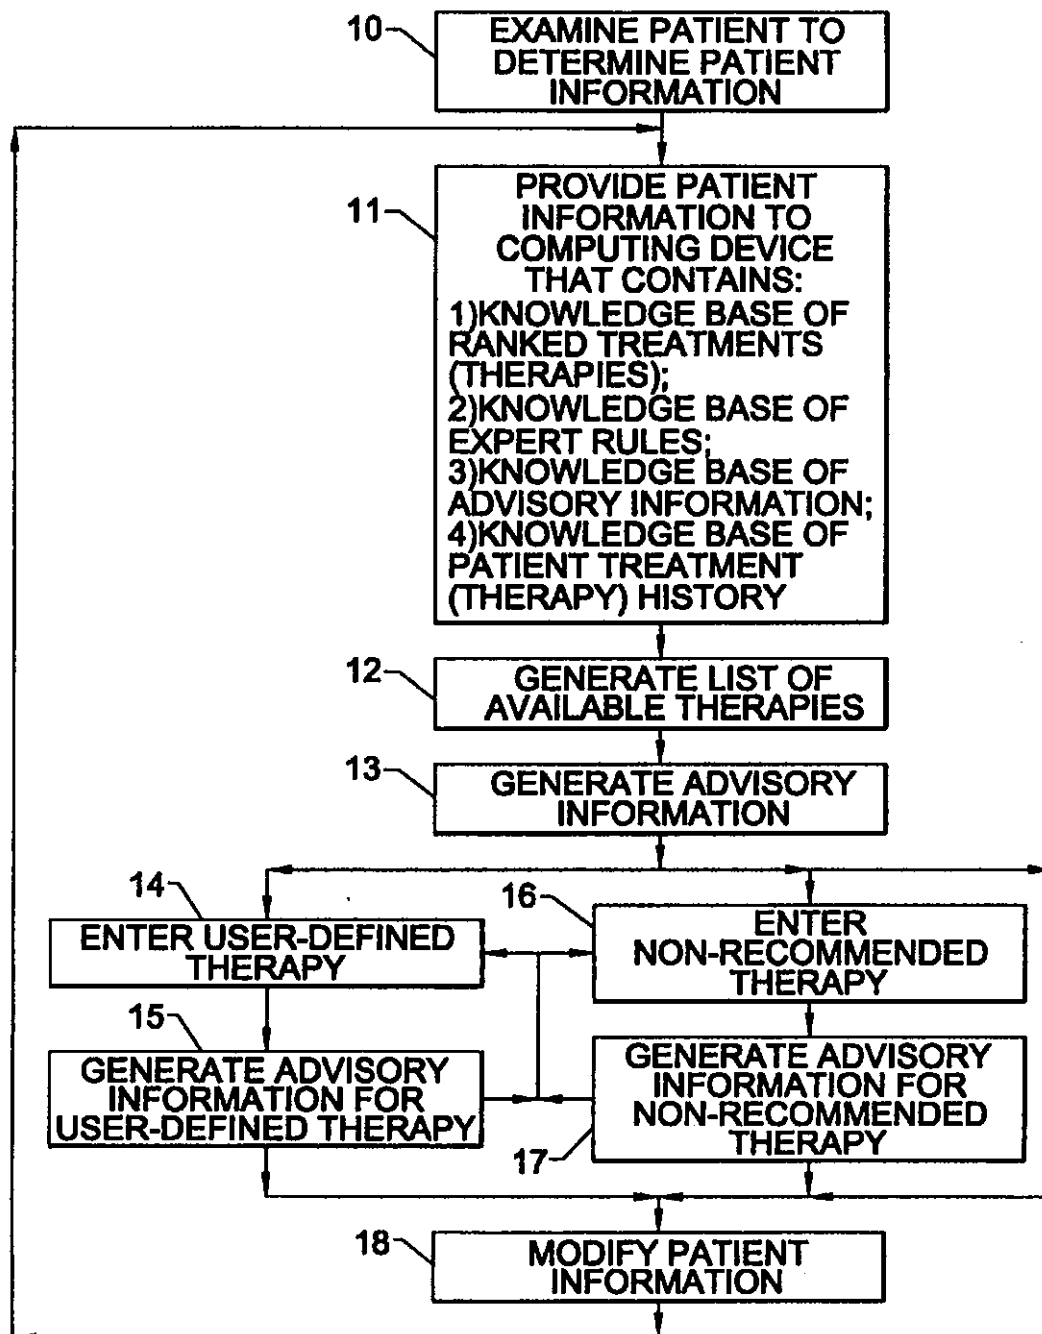 10
EXAMINE PATIENT TO
DETERMINE PATIENT
INFORMATION
11
PROVIDE PATIENT
INFORMATION TO
COMPUTING DEVICE
THAT CONTAINS:
1)KNOWLEDGE BASE OF
RANKED TREATMENTS
(THERAPIES);
2)KNOWLEDGE BASE OF
EXPERT RULES;
3)KNOWLEDGE BASE OF
ADVISORY INFORMATION;
4)KNOWLEDGE BASE OF
PATIENT TREATMENT
(THERAPY) HISTORY
12
GENERATE LIST OF
AVAILABLE THERAPIES
13
GENERATE ADVISORY
INFORMATION
14
ENTER USER-DEFINED
THERAPY
16
ENTER
NON-RECOMMENDED
THERAPY
15
GENERATE ADVISORY
INFORMATION FOR
USER-DEFINED THERAPY
GENERATE ADVISORY
INFORMATION FOR
NON-RECOMMENDED
THERAPY
17
18
MODIFY PATIENT
INFORMATION